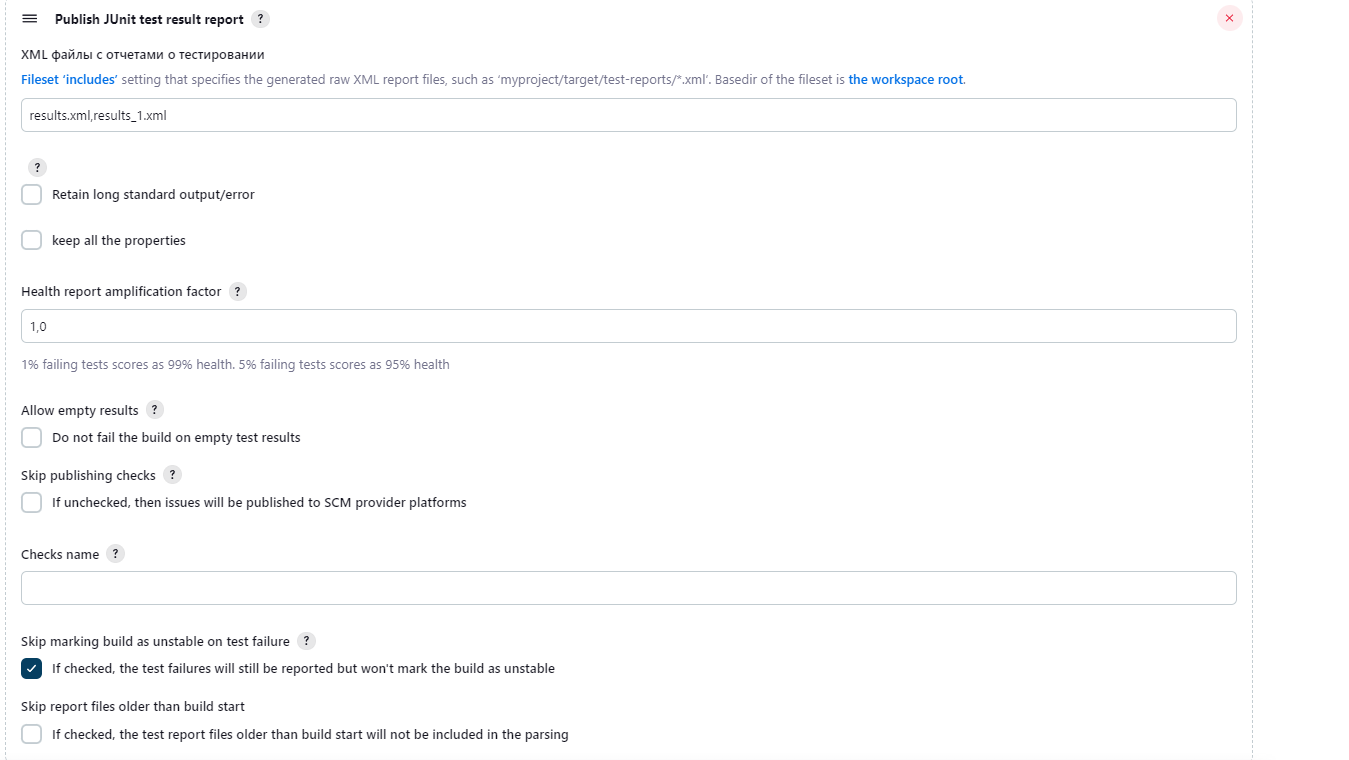 Publish JUnit test result report ?
XML файлы с отчетами о тестировании
Fileset ‘includes’ setting that specifies the generated raw XML report files, such as ‘myproject/target/test-reports/*.xml’. Basedir of the fileset is the workspace root.
results.xml,results_1.xml
?
Retain long standard output/error
keep all the properties
Health report amplification factor ?
1,0
1% failing tests scores as 99% health. 5% failing tests scores as 95% health
Allow empty results ?
Do not fail the build on empty test results
Skip publishing checks ?
If unchecked, then issues will be published to SCM provider platforms
Checks name ?
Skip marking build as unstable on test failure ?
If checked, the test failures will still be reported but won't mark the build as unstable
Skip report files older than build start
If checked, the test report files older than build start will not be included in the parsing